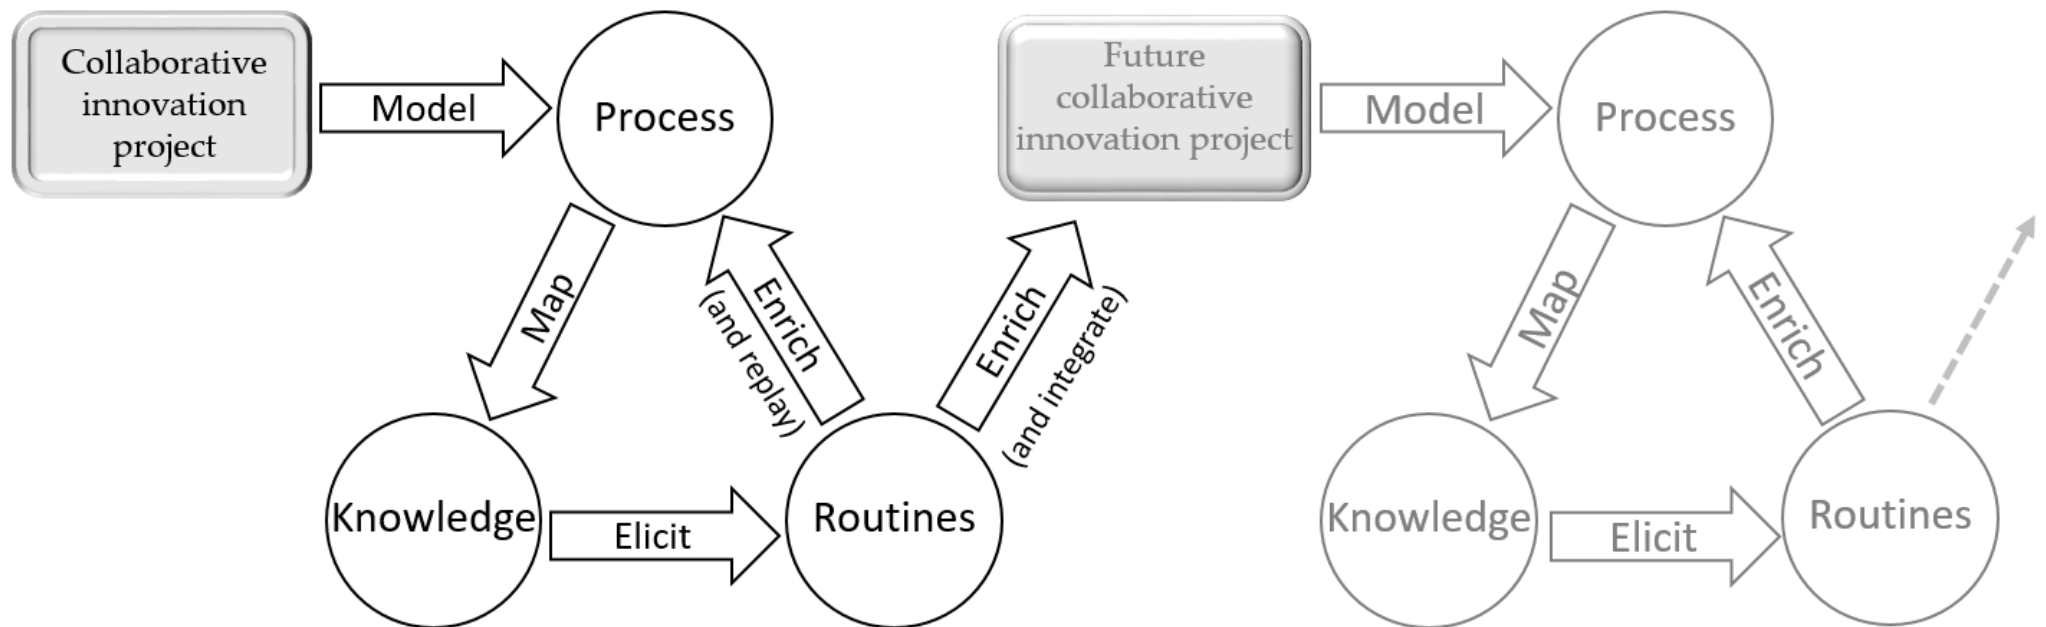 Collaborative
innovation
project
Model
Process
Map
Enrich
(and replay)
Knowledge
Elicit
Routines
Enrich
(and integrate)
Future
collaborative
innovation project
Model
Process
Map
Enrich
Knowledge
Elicit
Routines